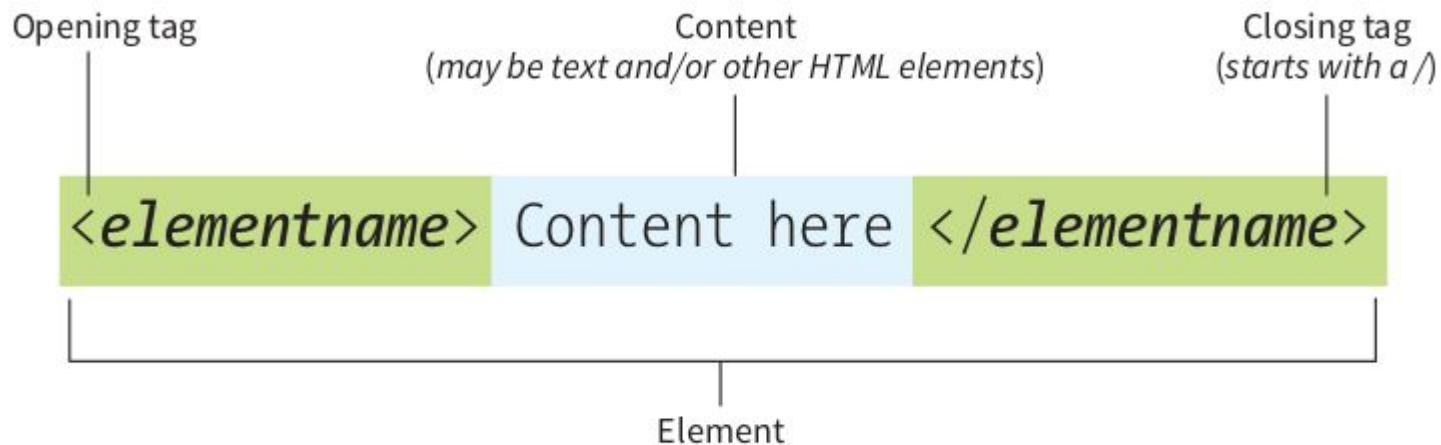 Opening tag
Content
(may be text and/or other HTML elements)
Closing tag
(starts with a /)
<elementname> Content here </elementname>
Element